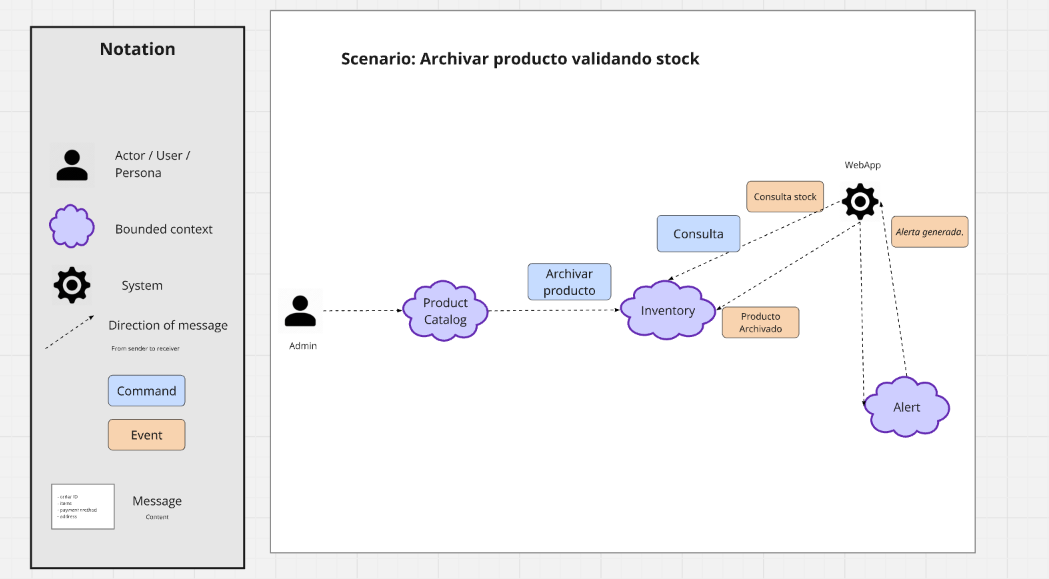 Notation
Actor / User /
Persona
Bounded context
System
Direction of message
From sender to receiver
Command
Event
- order ID
- items
- payment method
- address
Message
Content
Scenario: Archivar producto validando stock
WebApp
Consulta stock
Alerta generada.
Consulta
Archivar
producto
Product
Catalog
Inventory
Producto
Archivado
Admin
Alert